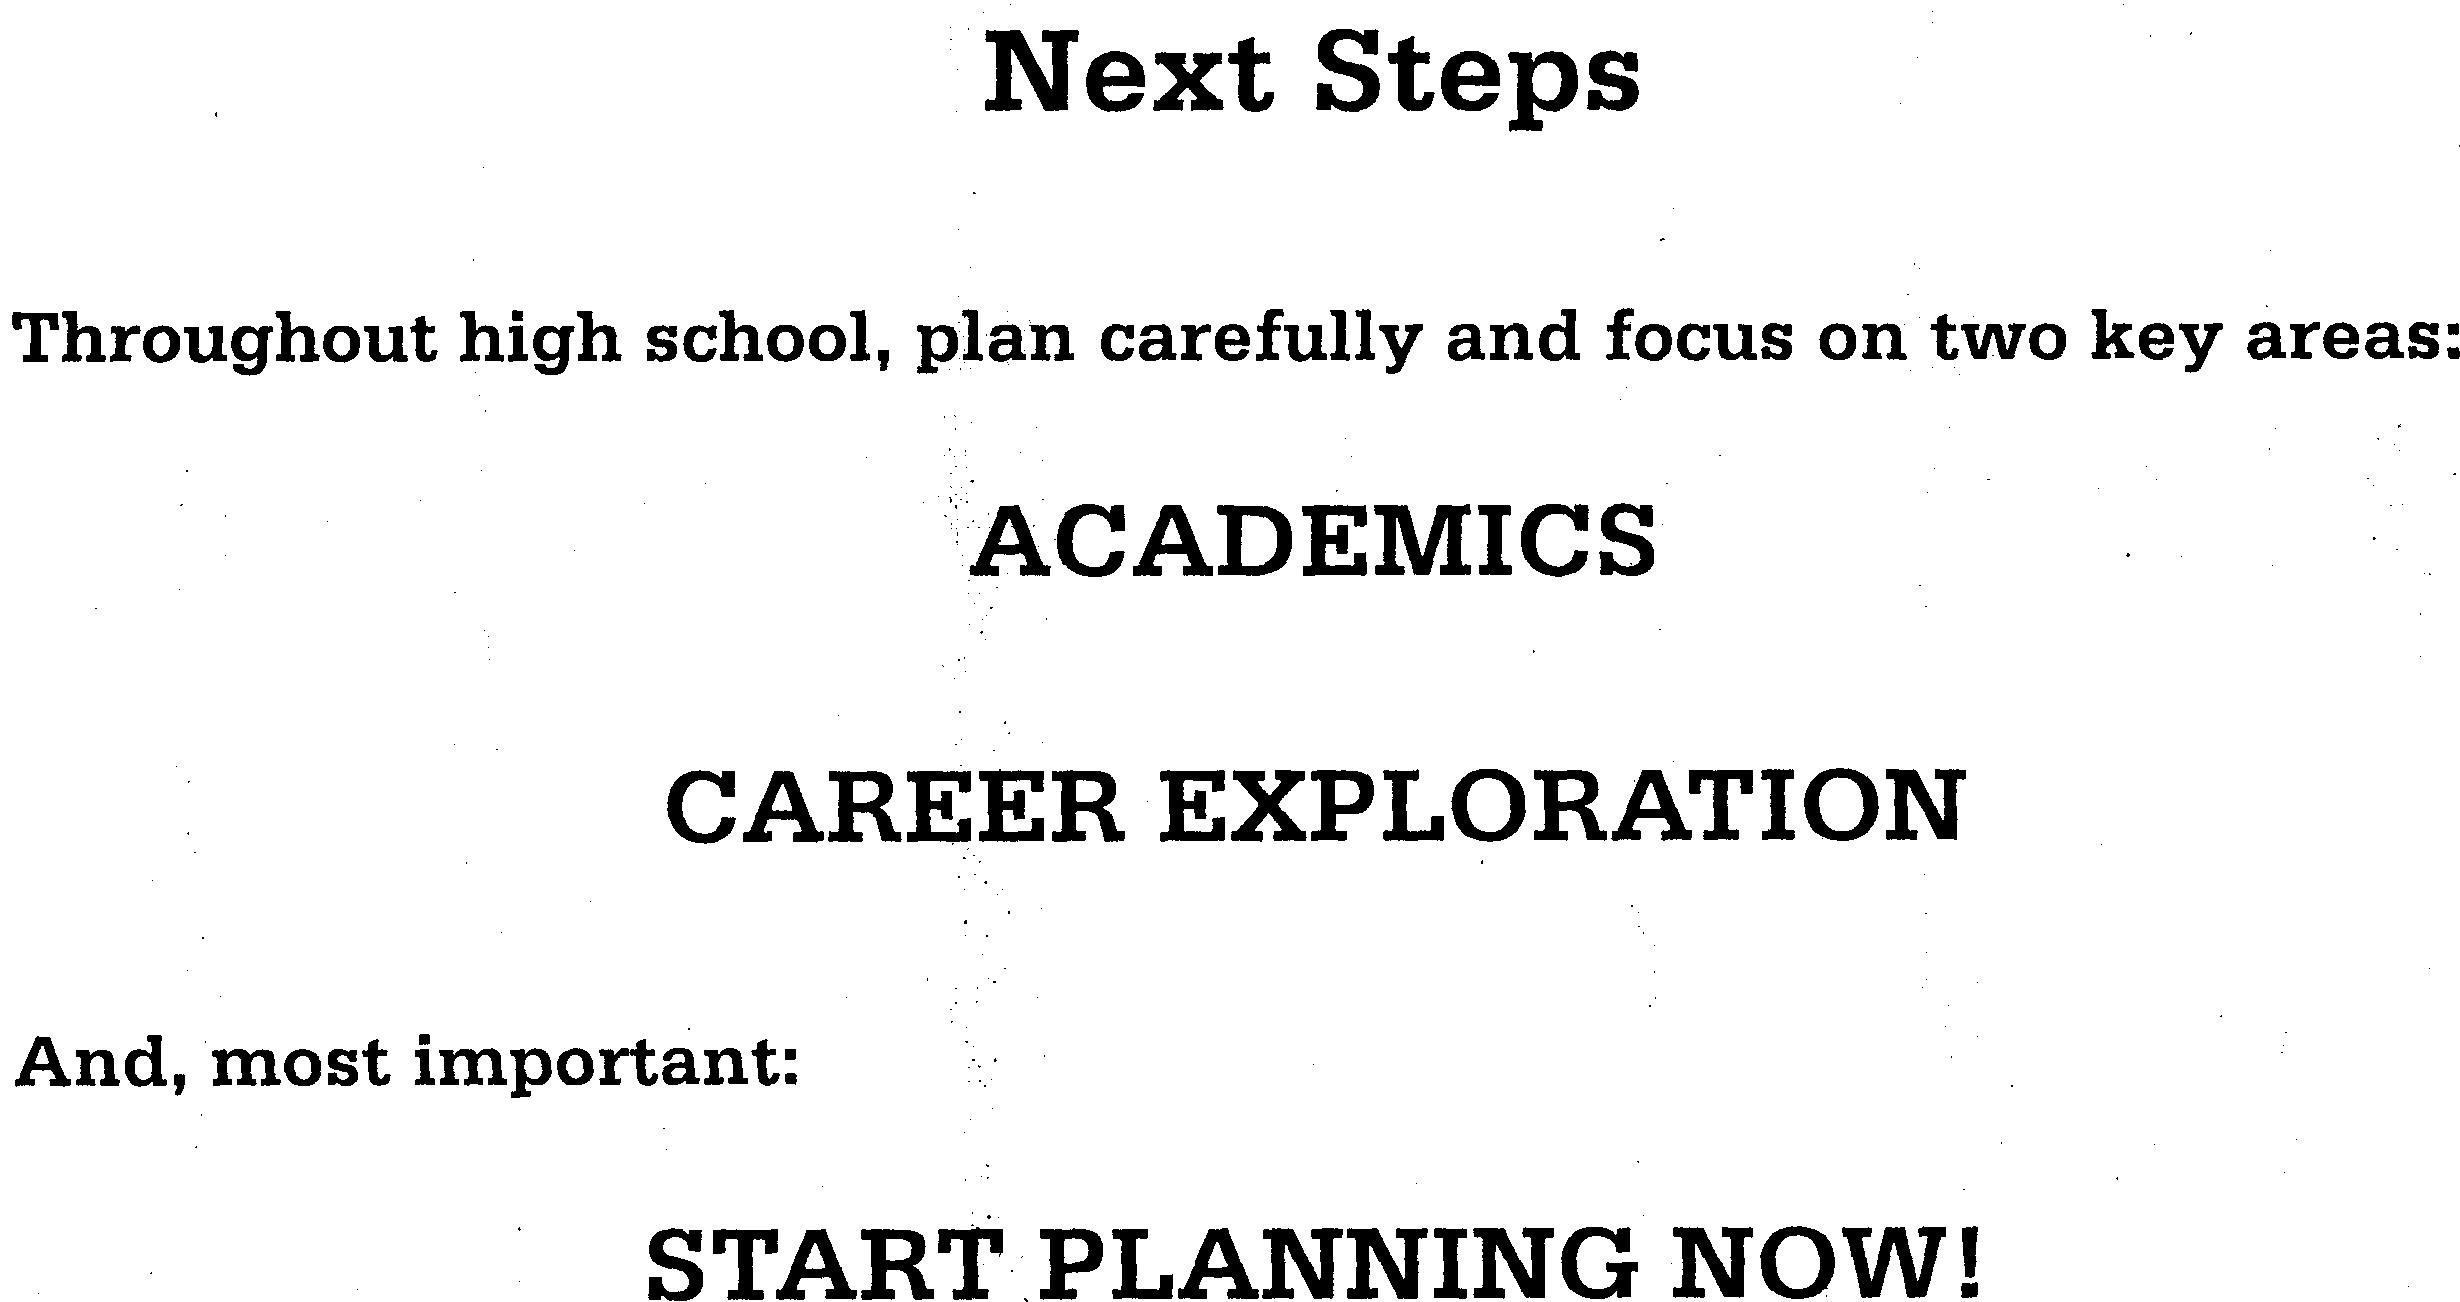 Next Steps
Throughout high school, plan carefully and focus on two key areas:
ACADEMICS
CAREER EXPLORATION
And, most important:
START PLANNING NOW!